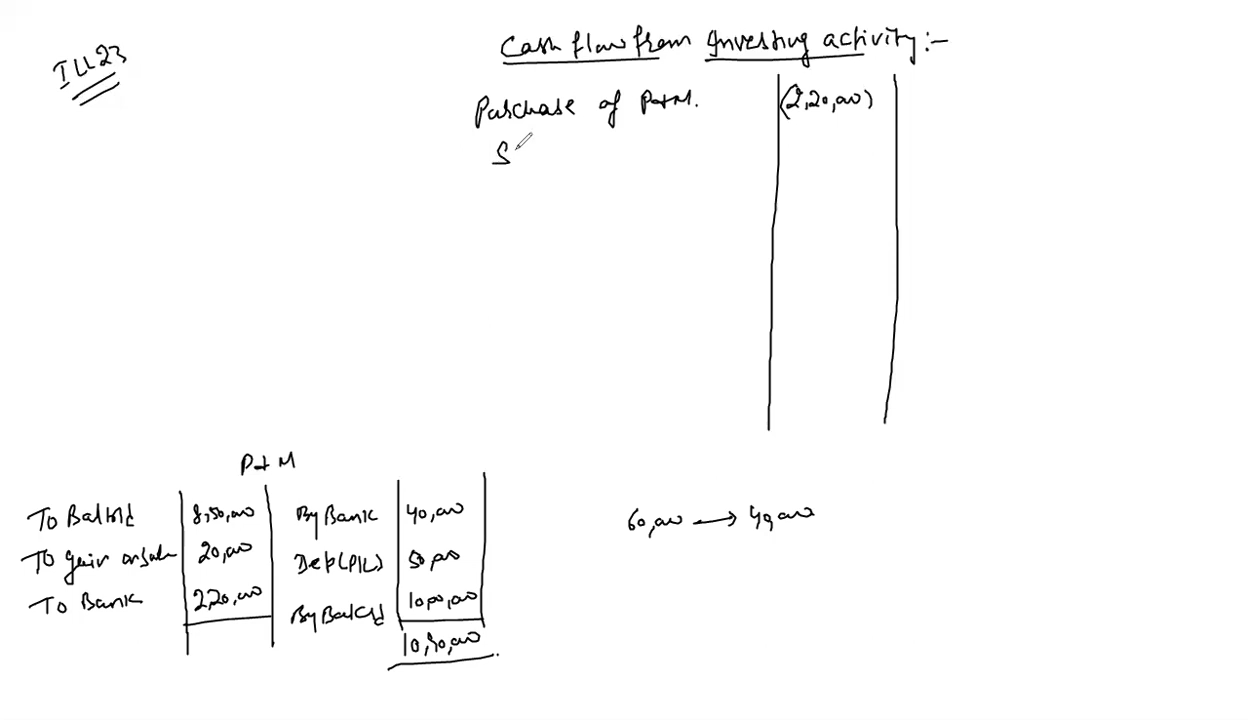 ILL23
Cash flow from Investing activity :-
Purchase of P+M. (2,20,000)
S
P+M
To Bal b/d 8,50,000 By Bank 40,000
To gain on sale 20,000 Dep(P/L) 50,000
To Bank 2,20,000 By Bal c/d 10,00,000
10,90,000
60,000 → 40,000